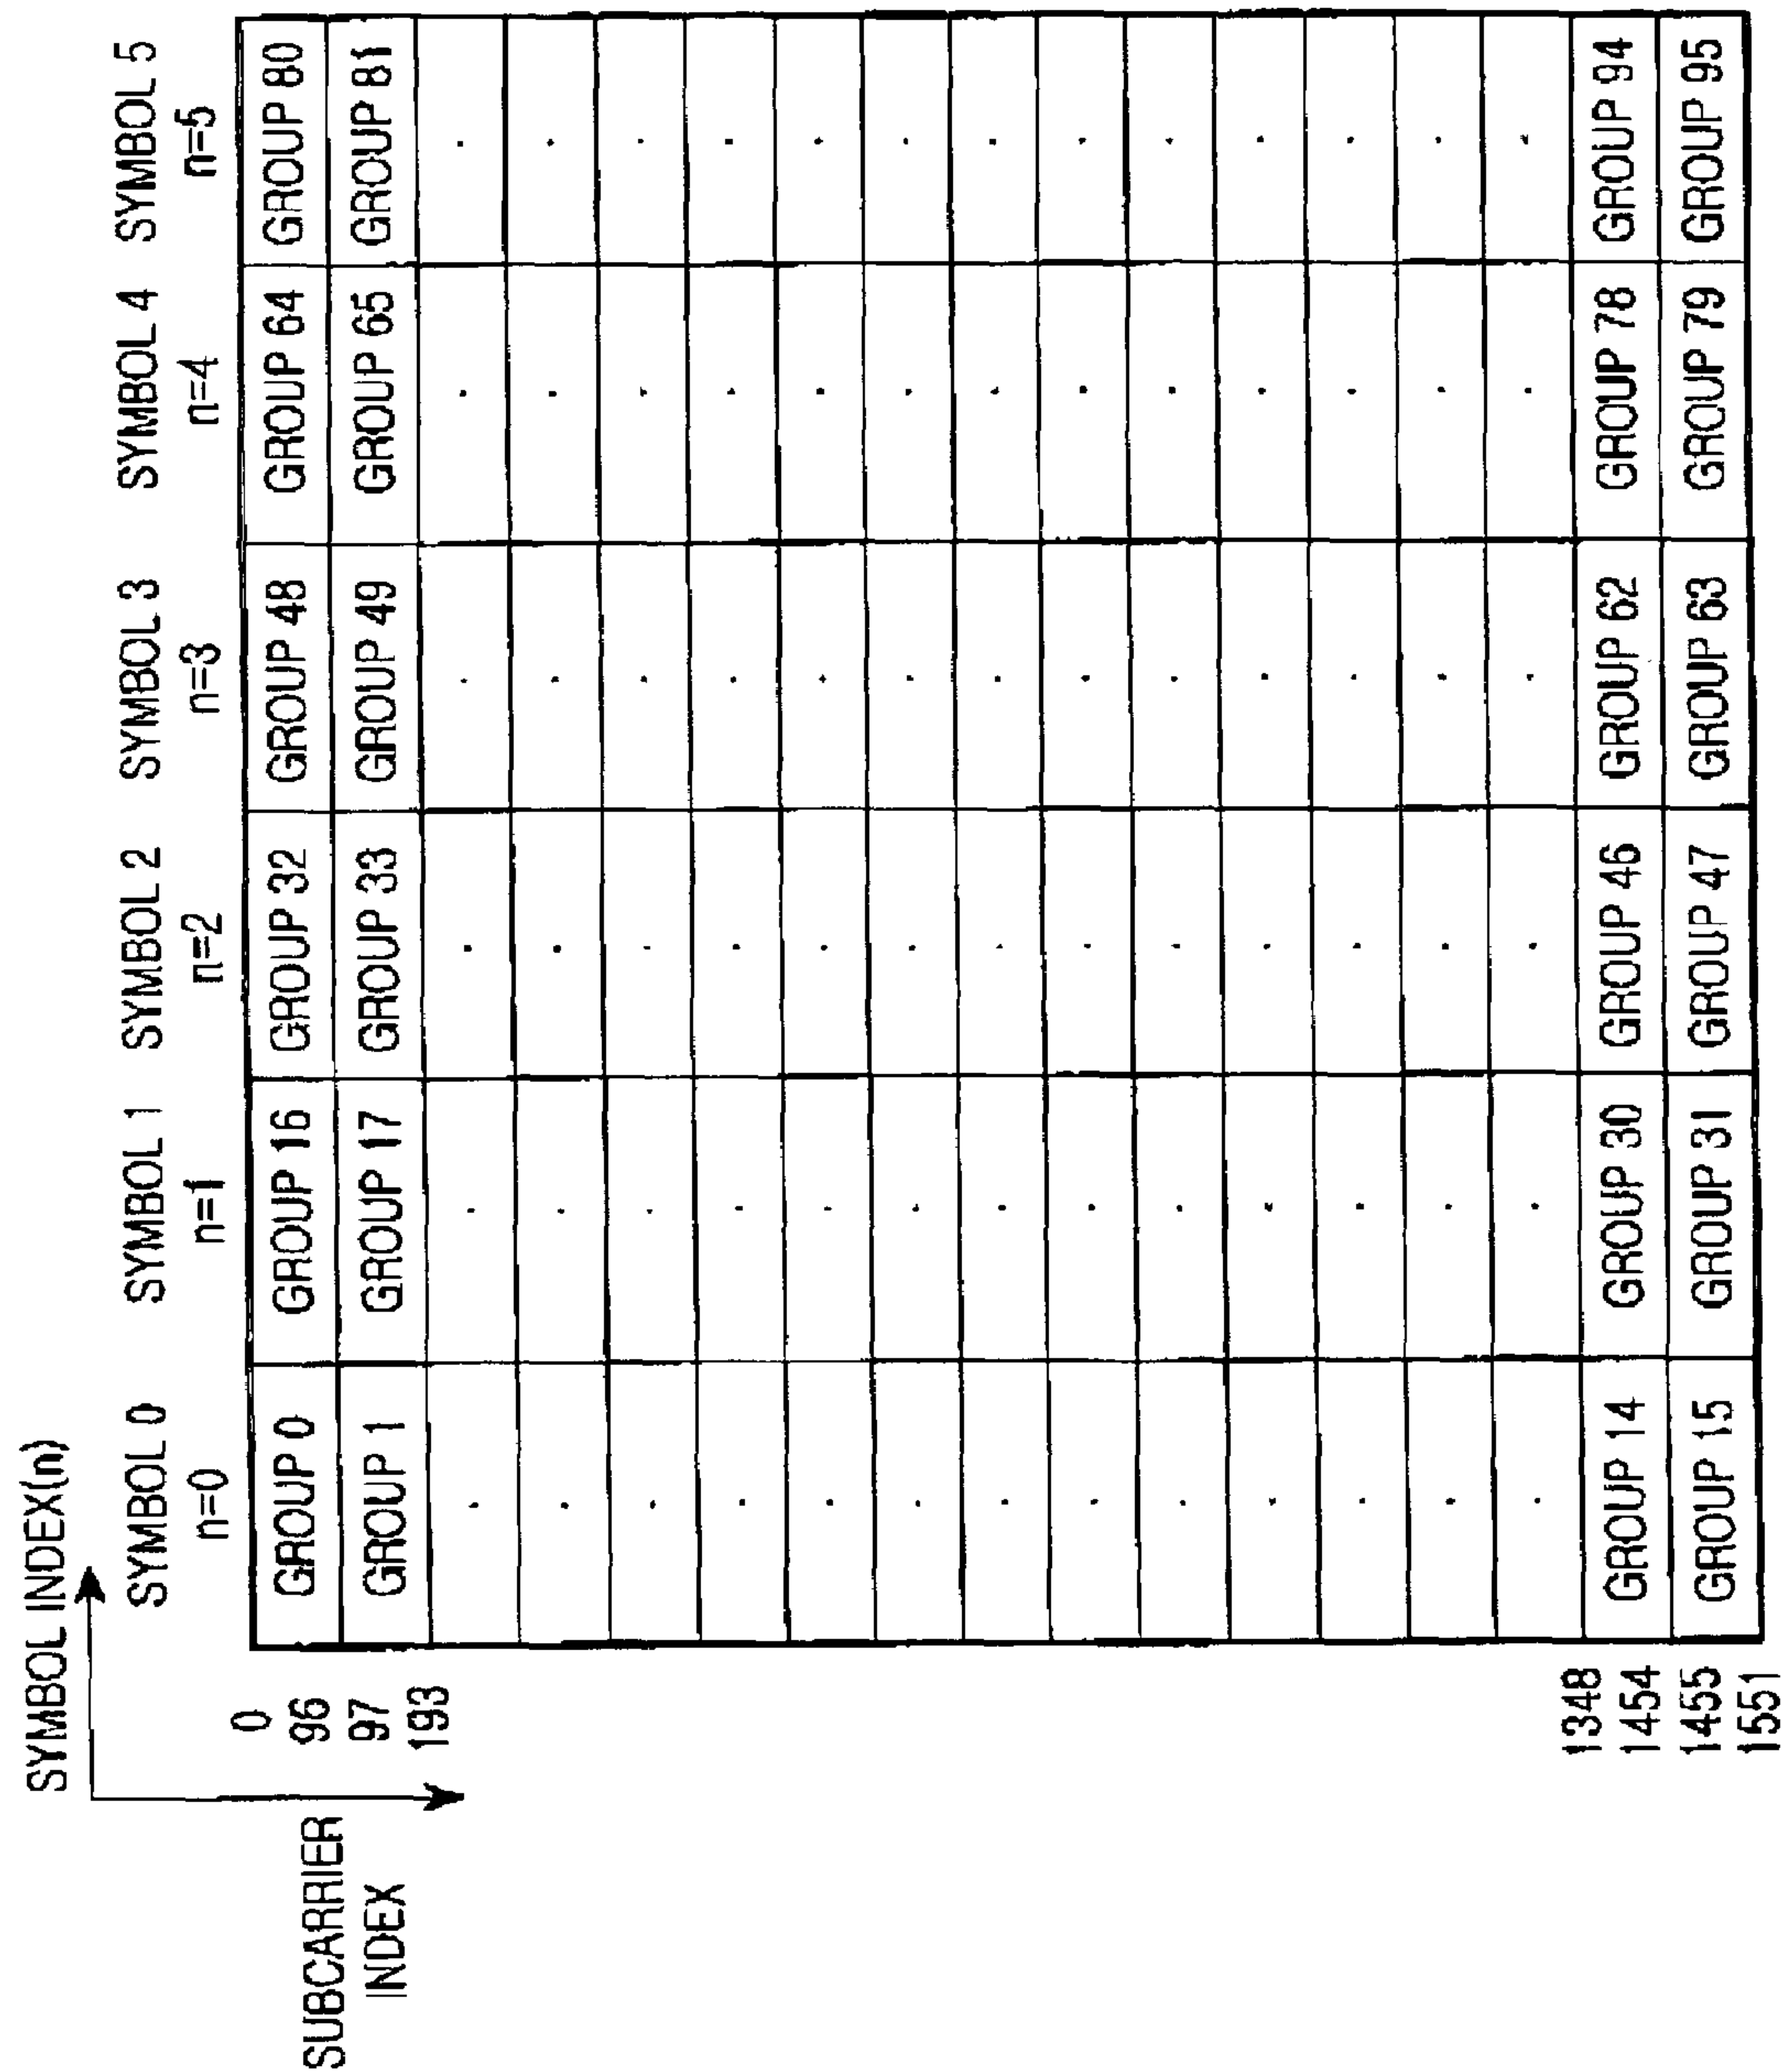 SYMBOL INDEX(n)
SUBCARRIER
INDEX
SYMBOL 0 SYMBOL 1 SYMBOL 2 SYMBOL 3 SYMBOL 4 SYMBOL 5
n=0 n=1 n=2 n=3 n=4 n=5
0
96
GROUP 0 GROUP 16 GROUP 32 GROUP 48 GROUP 64 GROUP 80
97
193
GROUP 1 GROUP 17 GROUP 33 GROUP 49 GROUP 65 GROUP 81
1348
1454
GROUP 14 GROUP 30 GROUP 46 GROUP 62 GROUP 78 GROUP 94
1455
1551
GROUP 15 GROUP 31 GROUP 47 GROUP 63 GROUP 79 GROUP 95